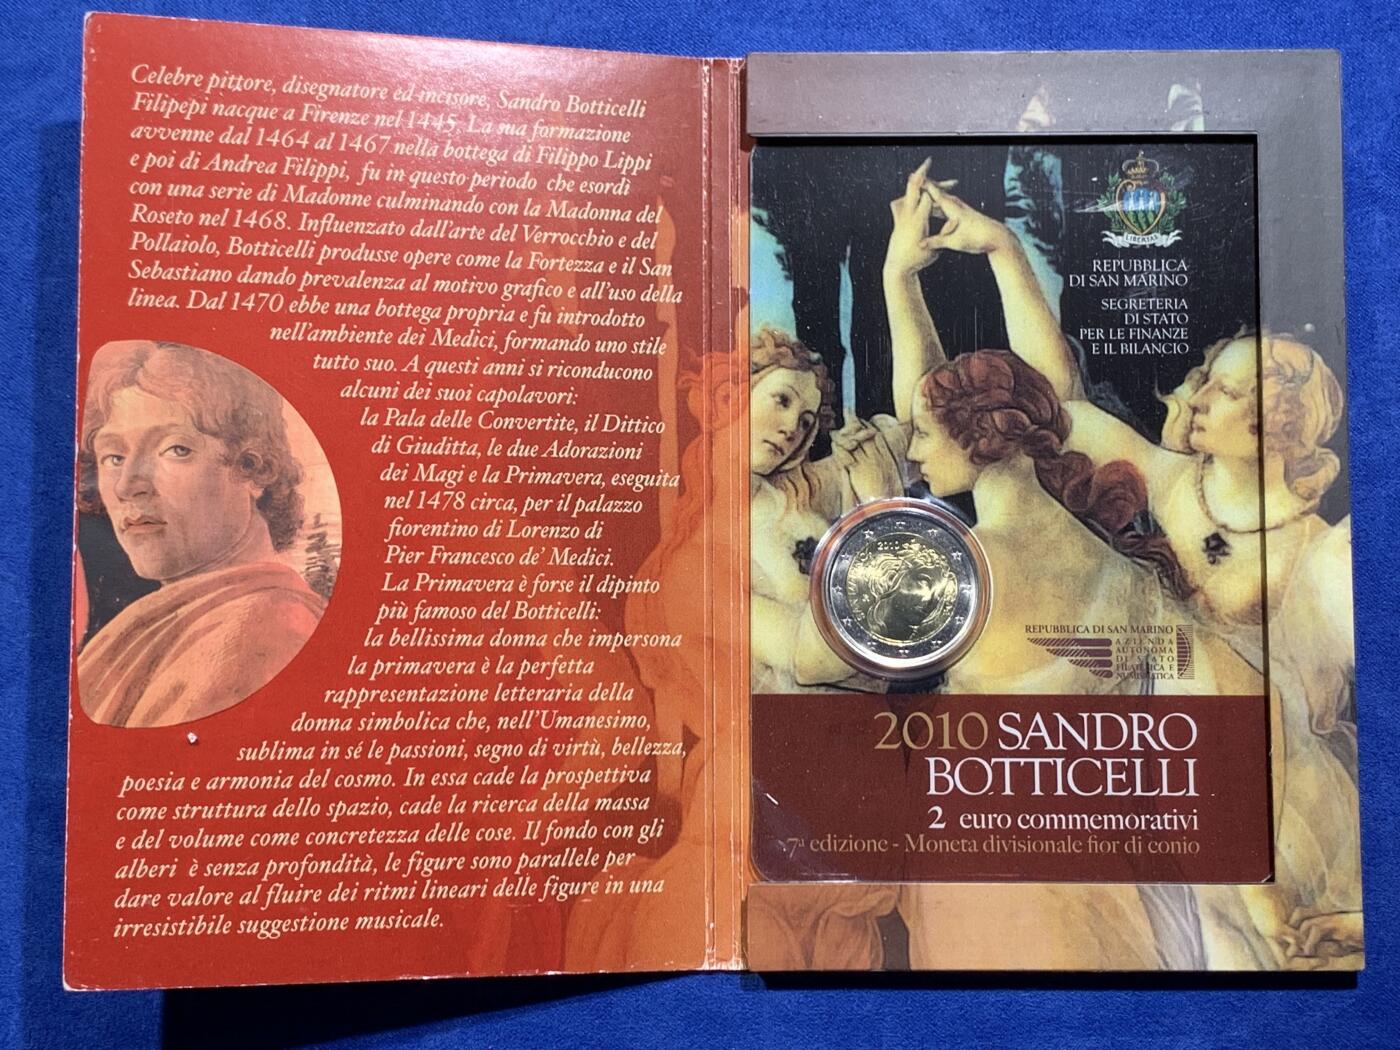 Celebre pittore, disegnatore ed incisore, Sandro Botticelli
Filipepi nacque a Firenze nel 1445. La sua formazione
avvenne dal 1464 al 1467 nella bottega di Filippo Lippi
e poi di Andrea Filippi, fu in questo periodo che esordì
con una serie di Madonne culminando con la Madonna del
Roseto nel 1468. Influenzato dall'arte del Verrocchio e del
Pollaiolo, Botticelli produsse opere come la Fortezza e il San
Sebastiano dando prevalenza al motivo grafico e all'uso della
linea. Dal 1470 ebbe una bottega propria e fu introdotto
nell'ambiente dei Medici, formando uno stile
tutto suo. A questi anni si riconducono
alcuni dei suoi capolavori:
la Pala delle Convertite, il Dittico
di Giuditta, le due Adorazioni
dei Magi e la Primavera, eseguita
nel 1478 circa, per il palazzo
fiorentino di Lorenzo di
Pier Francesco de' Medici.
La Primavera è forse il dipinto
più famoso del Botticelli:
la bellissima donna che impersona
la primavera è la perfetta
rappresentazione letteraria della
donna simbolica che, nell'Umanesimo,
sublima in sé le passioni, segno di virtù, bellezza,
poesia e armonia del cosmo. In essa cade la prospettiva
come struttura dello spazio, cade la ricerca della massa
e del volume come concretezza delle cose. Il fondo con gli
alberi è senza profondità, le figure sono parallele per
dare valore al fluire dei ritmi lineari delle figure in una
irresistibile suggestione musicale.
LIBERTAS
REPUBBLICA
DI SAN MARINO
SEGRETERIA
DI STATO
PER LE FINANZE
E IL BILANCIO
2010
SAN MARINO
REPUBBLICA DI SAN MARINO
AZIENDA
AUTONOMA
DI STATO
FILATELICA E
NUMISMATICA
2010 SANDRO
BOTTICELLI
2 euro commemorativi
7ª edizione - Moneta divisionale fior di conio